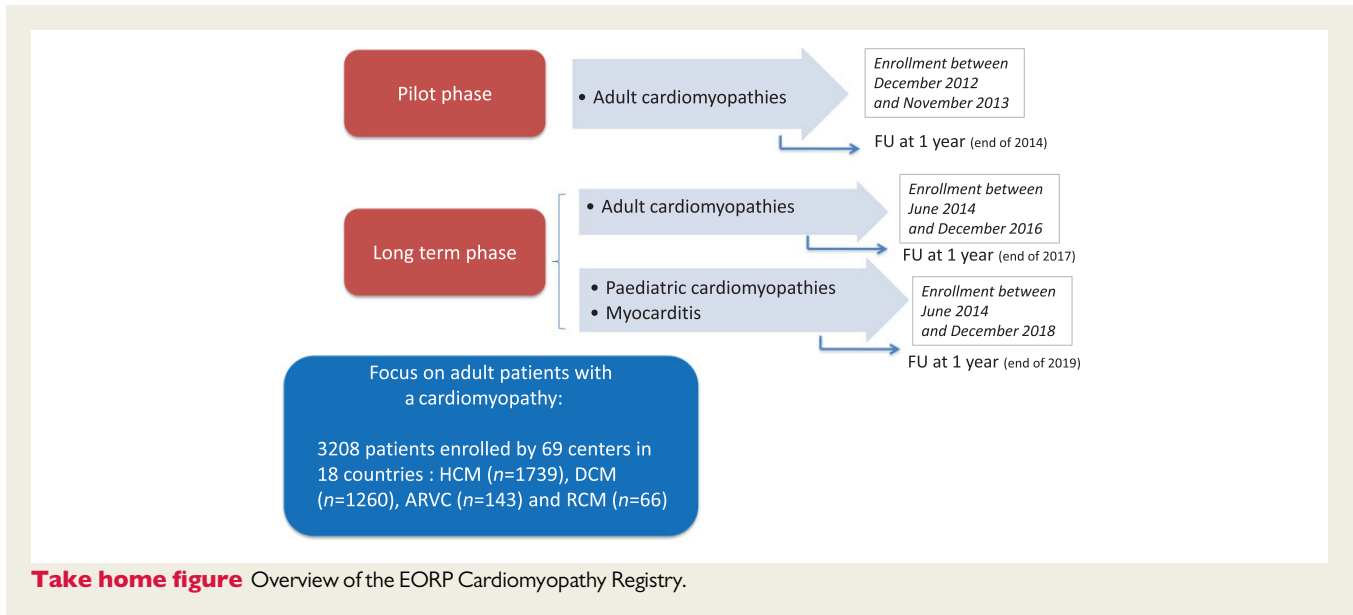 Pilot phase
• Adult cardiomyopathies
Enrollment between
December 2012
and November 2013
FU at 1 year (end of 2014)
Long term phase
• Adult cardiomyopathies
Enrollment between
June 2014
and December 2016
FU at 1 year (end of 2017)
• Paediatric cardiomyopathies
• Myocarditis
Enrollment between
June 2014
and December 2018
FU at 1 year (end of 2019)
Focus on adult patients with
a cardiomyopathy:
3208 patients enrolled by 69 centers in
18 countries : HCM (n=1739), DCM
(n=1260), ARVC (n=143) and RCM (n=66)
Take home figure Overview of the EORP Cardiomyopathy Registry.